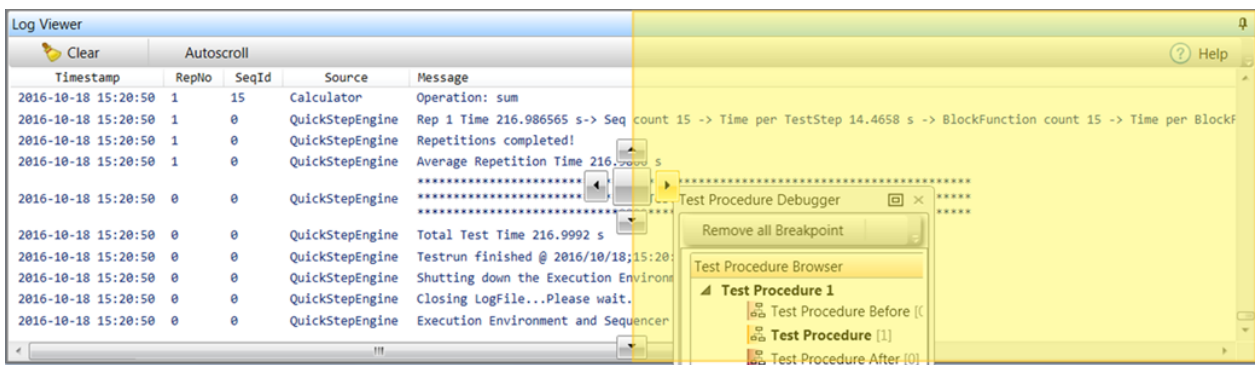 Log Viewer
Clear Autoscroll Help
Timestamp RepNo SeqId Source Message
2016-10-18 15:20:50 1 15 Calculator Operation: sum
2016-10-18 15:20:50 1 0 QuickStepEngine Rep 1 Time 216.986565 s-> Seq count 15 -> Time per TestStep 14.4658 s -> BlockFunction count 15 -> Time per BlockF
2016-10-18 15:20:50 1 0 QuickStepEngine Repetitions completed!
2016-10-18 15:20:50 1 0 QuickStepEngine Average Repetition Time s
2016-10-18 15:20:50 0 0 QuickStepEngine
2016-10-18 15:20:50 0 0 QuickStepEngine Total Test Time 216.9992 s
2016-10-18 15:20:50 0 0 QuickStepEngine Testrun finished @ 2016/10/18;15:20:
2016-10-18 15:20:50 0 0 QuickStepEngine Shutting down the Execution Environm
2016-10-18 15:20:50 0 0 QuickStepEngine Closing LogFile...Please wait.
2016-10-18 15:20:50 0 0 QuickStepEngine Execution Environment and Sequencer
Test Procedure Debugger
Remove all Breakpoint
Test Procedure Browser
Test Procedure 1
Test Procedure Before [0
Test Procedure [1]
Test Procedure After [0]